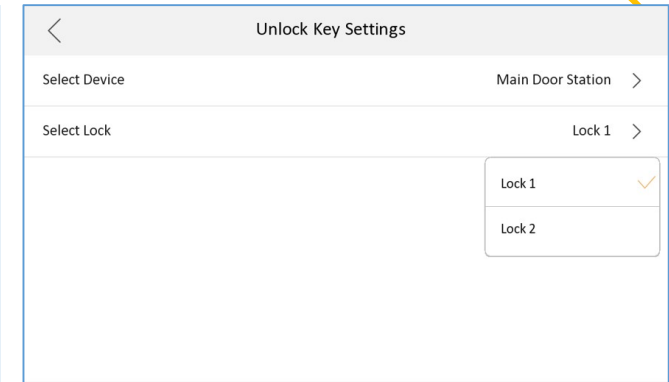 Unlock Key Settings
Select Device Main Door Station
Select Lock Lock 1
Lock 1
Lock 2